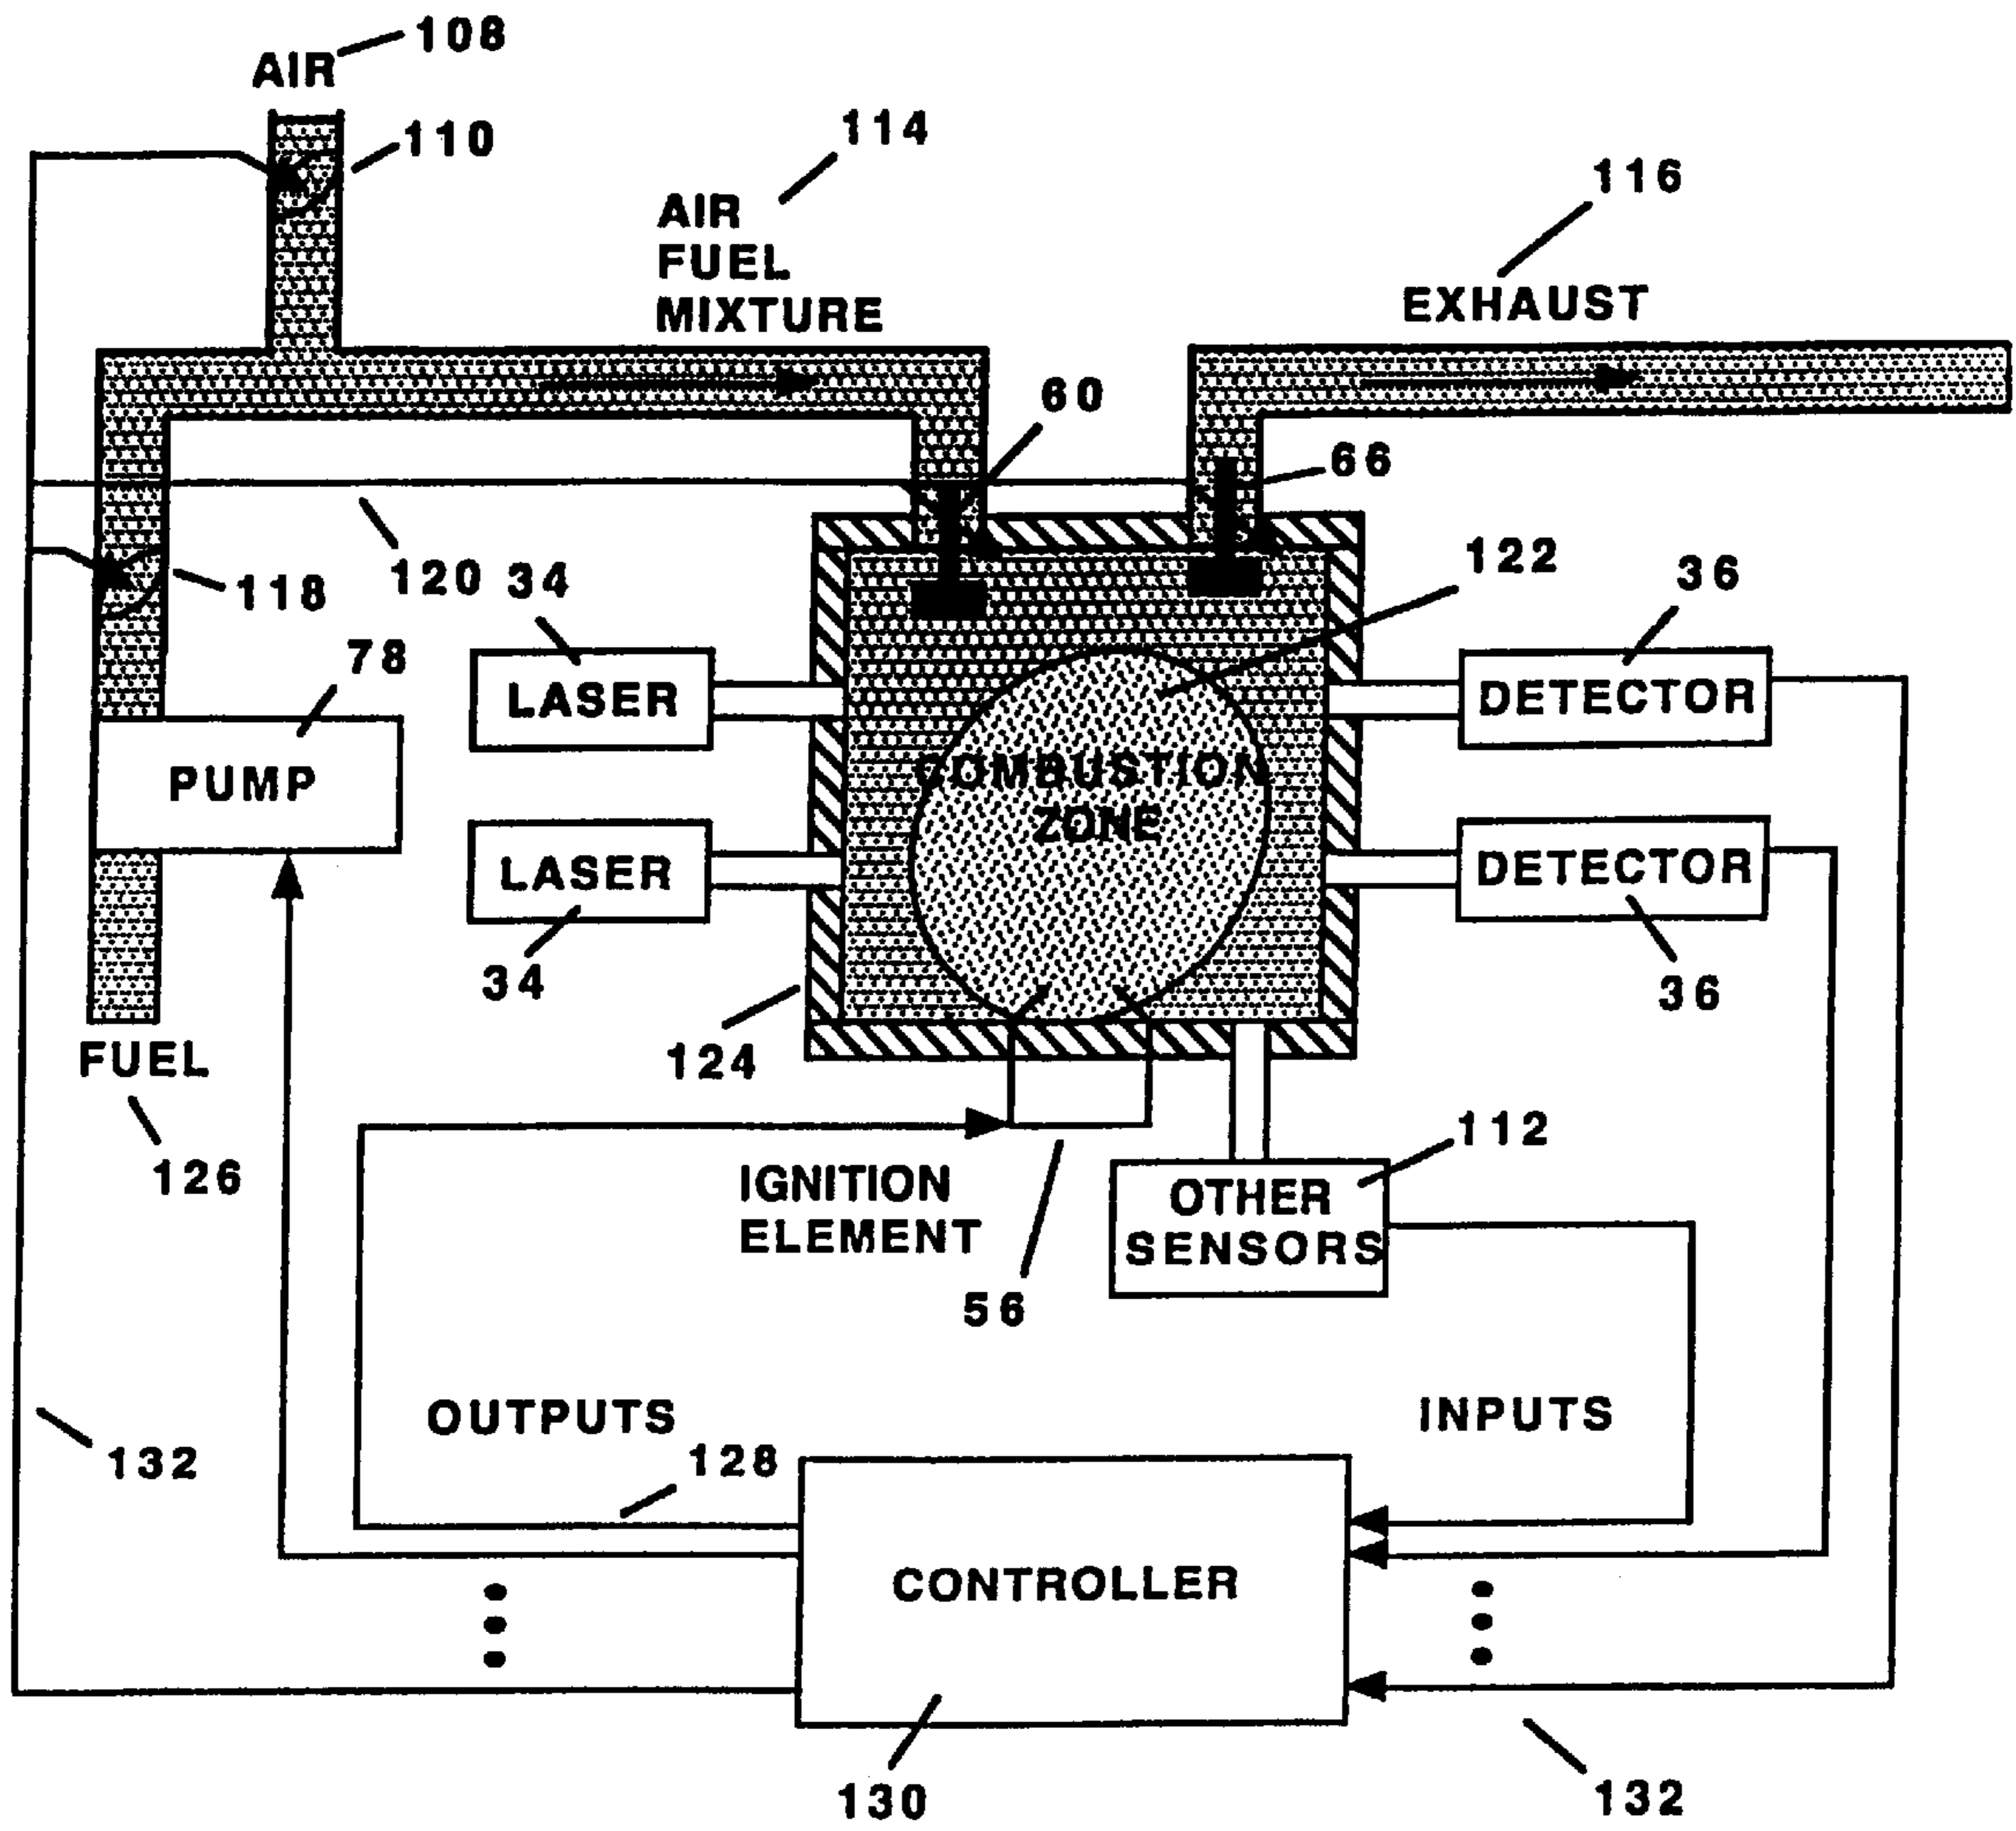 108
AIR
110
114
AIR
FUEL
MIXTURE
116
EXHAUST
60
66
122
118
120
34
36
78
LASER
DETECTOR
PUMP
COMBUSTION
ZONE
LASER
DETECTOR
34
36
FUEL
124
126
112
IGNITION
ELEMENT
OTHER
SENSORS
56
OUTPUTS
INPUTS
132
128
CONTROLLER
130
132